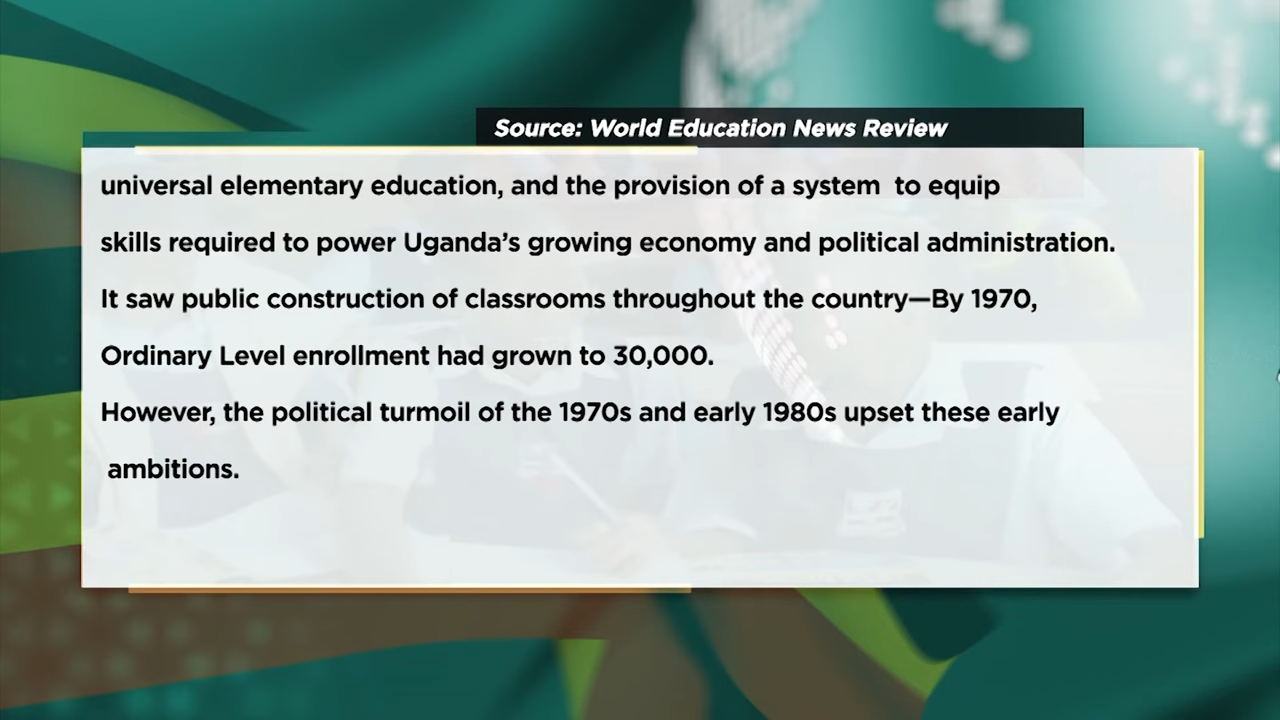 Source: World Education News Review
universal elementary education, and the provision of a system to equip
skills required to power Uganda’s growing economy and political administration.
It saw public construction of classrooms throughout the country—By 1970,
Ordinary Level enrollment had grown to 30,000.
However, the political turmoil of the 1970s and early 1980s upset these early
ambitions.